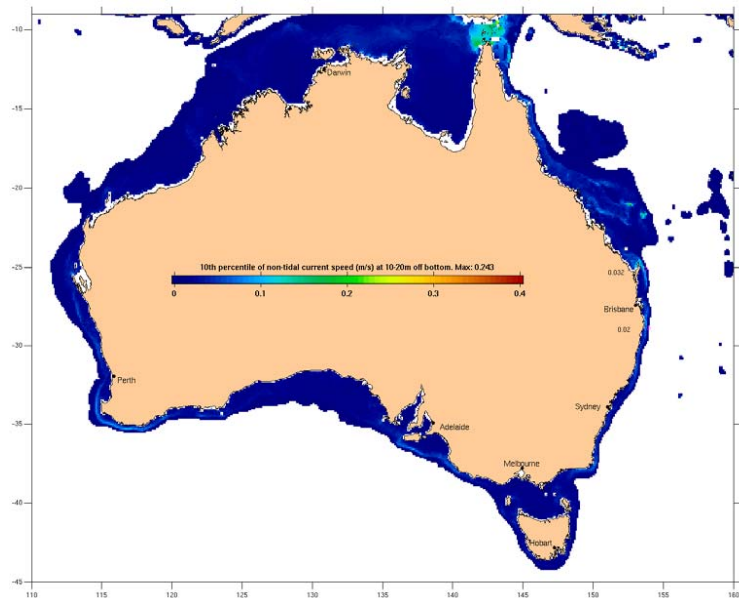 -10
Darwin
-15
-20
-25
10th percentile of non-tidal current speed (m/s) at 10-20m off bottom. Max: 0.243
0 0.1 0.2 0.3 0.4
0.032
Brisbane
0.02
-30
Perth
Sydney
-35
Adelaide
Melbourne
-40
Hobart
-45
110 115 120 125 130 135 140 145 150 155 160